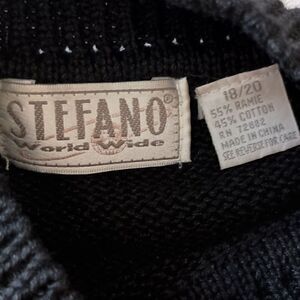 STEFANO®
World Wide
18/20
55% RAMIE
45% COTTON
RN 72882
MADE IN CHINA
SEE REVERSE FOR CARE